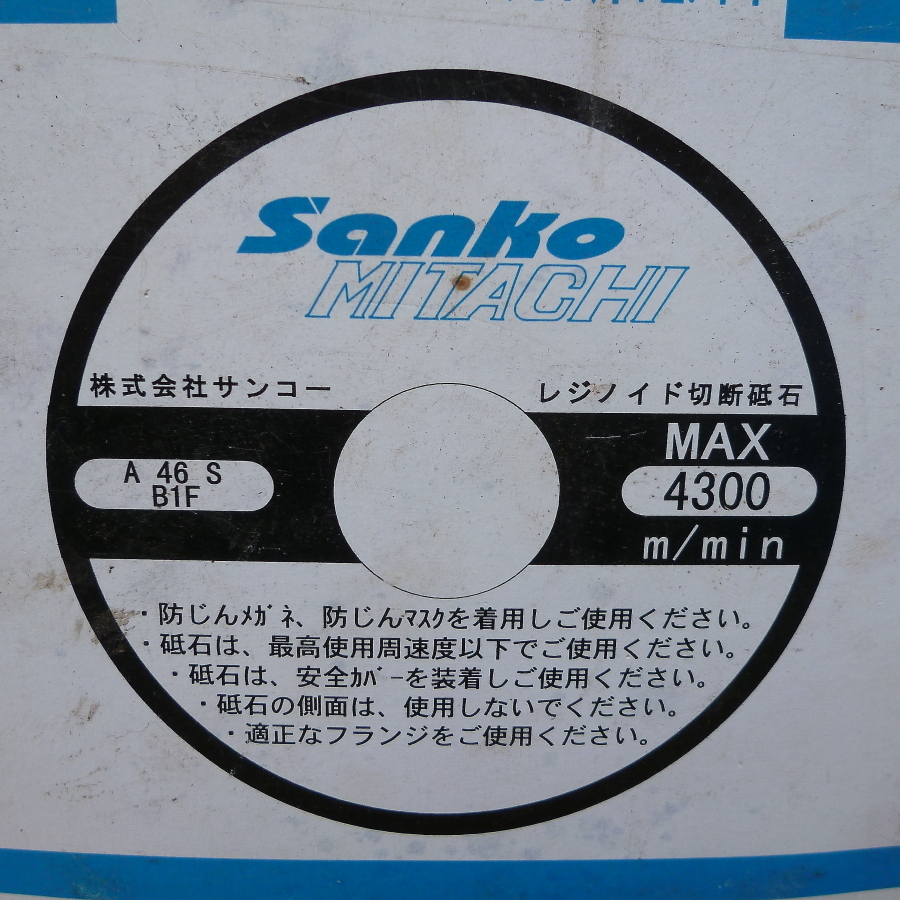 Sanko
MITACHI
株式会社サンコー
レジノイド切断砥石
A 46 S
B1F
MAX
4300
m/min
・防じんﾒｶﾞﾈ、防じんﾏｽｸを着用しご使用ください。
・砥石は、最高使用周速度以下でご使用ください。
・砥石は、安全ｶﾊﾞｰを装着しご使用ください。
・砥石の側面は、使用しないでください。
・適正なフランジをご使用ください。